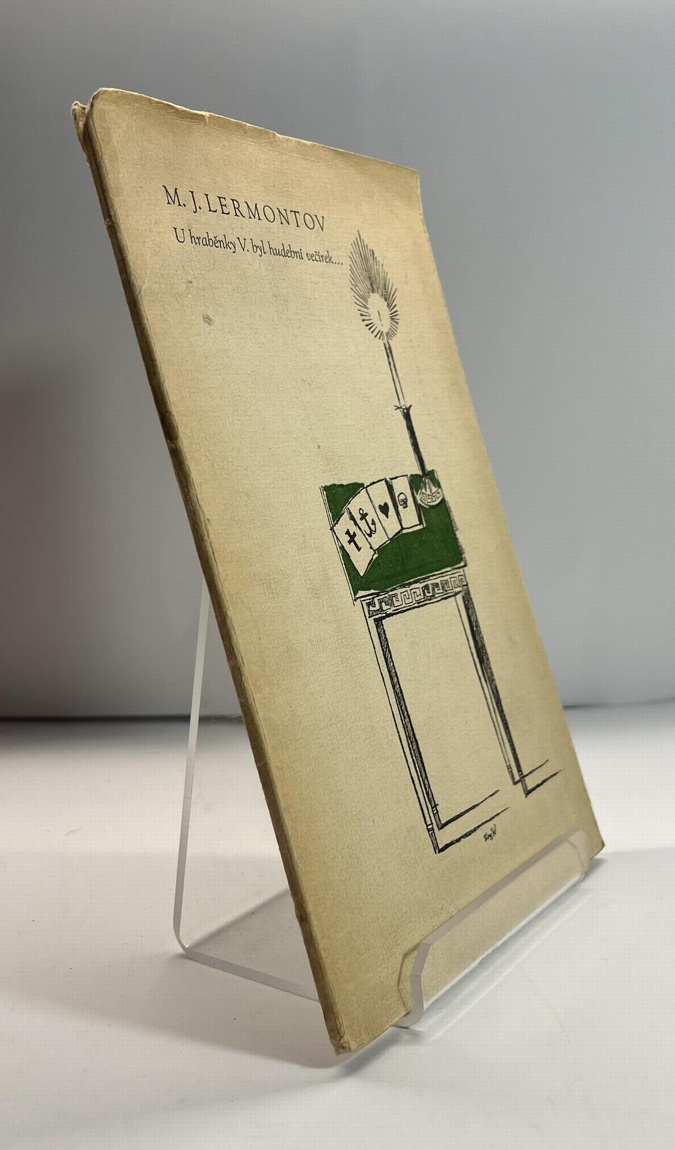 M. J. LERMONTOV
U hraběnky V. byl hudební večírek...